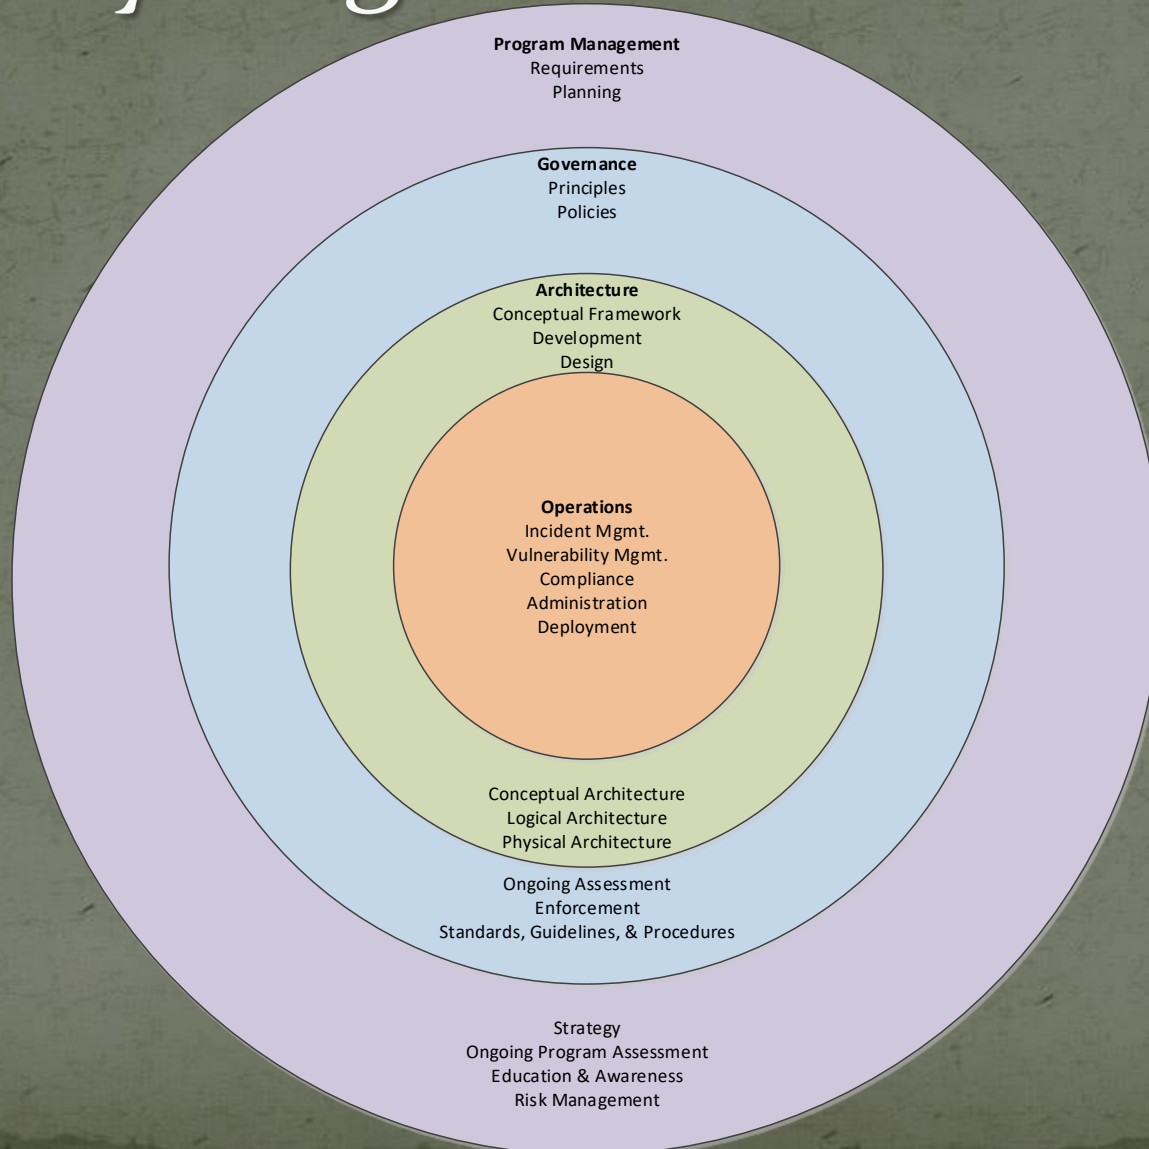 Program Management
Requirements
Planning
Governance
Principles
Policies
Architecture
Conceptual Framework
Development
Design
Operations
Incident Mgmt.
Vulnerability Mgmt.
Compliance
Administration
Deployment
Conceptual Architecture
Logical Architecture
Physical Architecture
Ongoing Assessment
Enforcement
Standards, Guidelines, & Procedures
Strategy
Ongoing Program Assessment
Education & Awareness
Risk Management